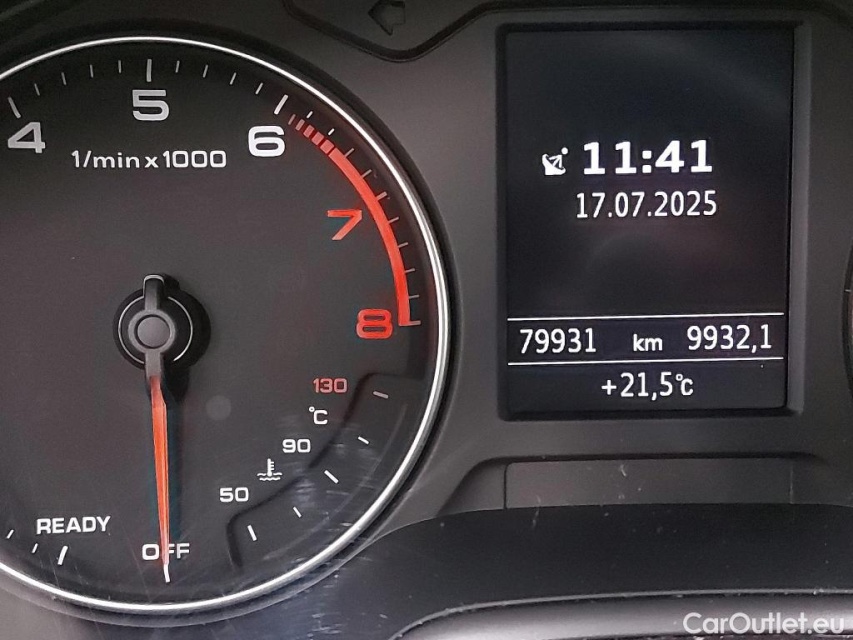 4 5 6 7 8
1/min x 1000
130
°C
90
50
READY
OFF
11:41
17.07.2025
79931 km 9932,1
+21,5°C
CarOutlet.eu